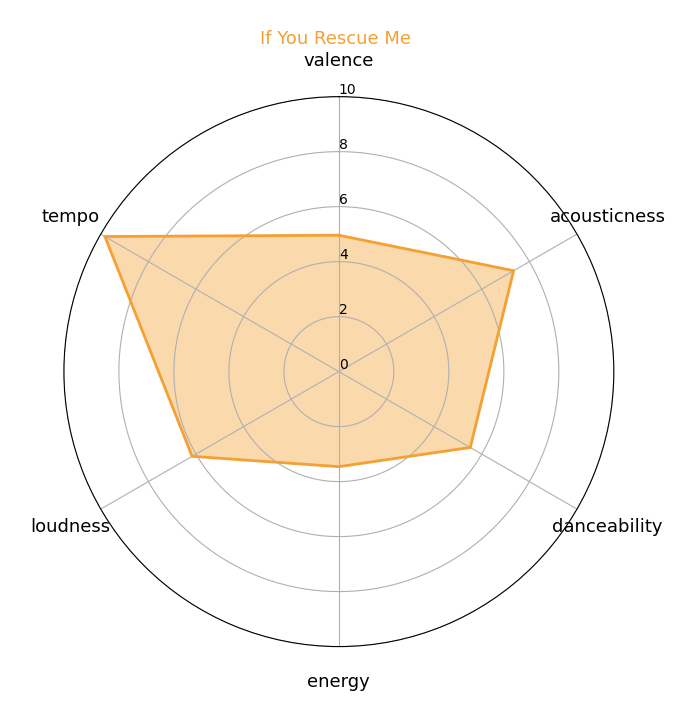 If You Rescue Me
valence
10
8
tempo
6
acousticness
4
2
0
loudness
danceability
energy